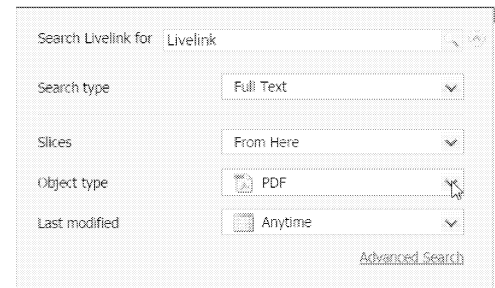 Search Livelink for Livelink
Search type Full Text
Slices From Here
Object type PDF
Last modified Anytime
Advanced Search